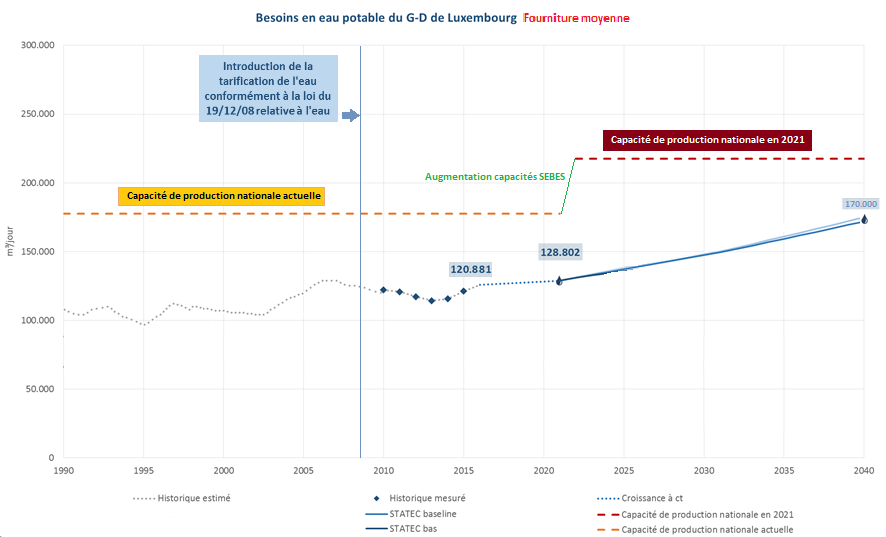 Besoins en eau potable du G-D de Luxembourg Fourniture moyenne
300.000
Introduction de la
tarification de l'eau
conformément à la loi du
19/12/08 relative à l'eau
250.000
Capacité de production nationale en 2021
Augmentation capacités SEBES
200.000
Capacité de production nationale actuelle
170.000
m³/jour
150.000
128.802
120.881
100.000
50.000
0
1990 1995 2000 2005 2010 2015 2020 2025 2030 2035 2040
Historique estimé Historique mesuré Croissance à ct
STATEC baseline Capacité de production nationale en 2021
STATEC bas Capacité de production nationale actuelle